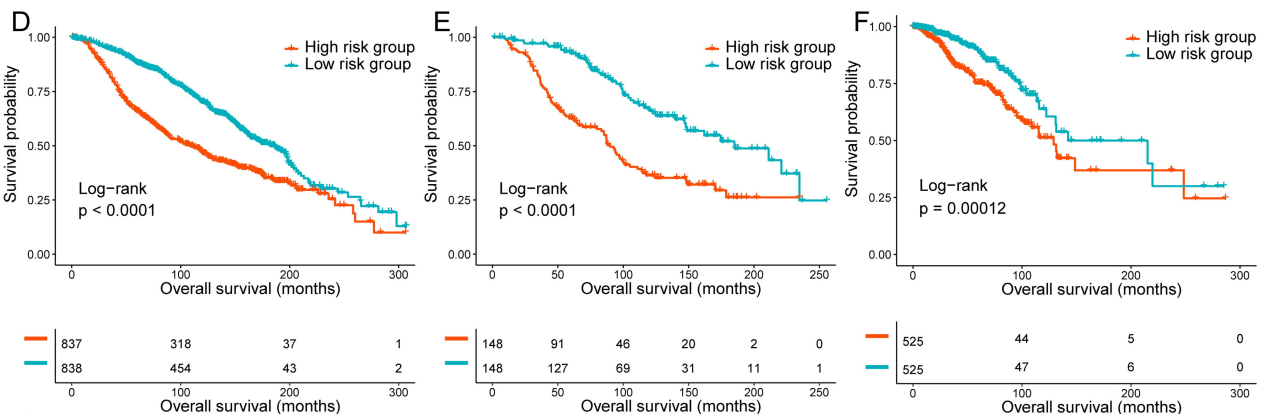 D
Survival probability
1.00
0.75
0.50
0.25
0.00
High risk group
Low risk group
Log-rank
p < 0.0001
0 100 200 300
Overall survival (months)
837 318 37 1
838 454 43 2
0 100 200 300
Overall survival (months)
E
Survival probability
1.00
0.75
0.50
0.25
0.00
High risk group
Low risk group
Log-rank
p < 0.0001
0 50 100 150 200 250
Overall survival (months)
148 91 46 20 2 0
148 127 69 31 11 1
0 50 100 150 200 250
Overall survival (months)
F
Survival probability
1.00
0.75
0.50
0.25
0.00
High risk group
Low risk group
Log-rank
p = 0.00012
0 100 200 300
Overall survival (months)
525 44 5 0
525 47 6 0
0 100 200 300
Overall survival (months)